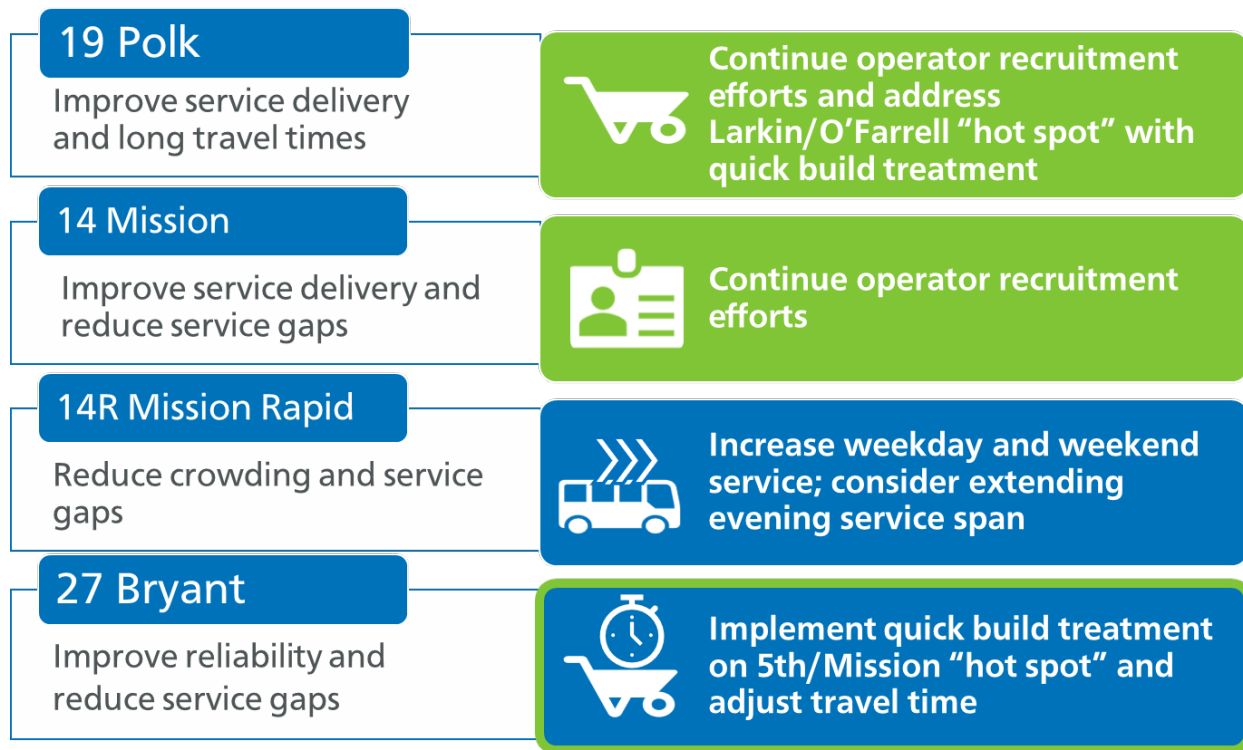 19 Polk
Improve service delivery
and long travel times
Continue operator recruitment
efforts and address
Larkin/O’Farrell “hot spot” with
quick build treatment
14 Mission
Improve service delivery and
reduce service gaps
Continue operator recruitment
efforts
14R Mission Rapid
Reduce crowding and service
gaps
Increase weekday and weekend
service; consider extending
evening service span
27 Bryant
Improve reliability and
reduce service gaps
Implement quick build treatment
on 5th/Mission “hot spot” and
adjust travel time